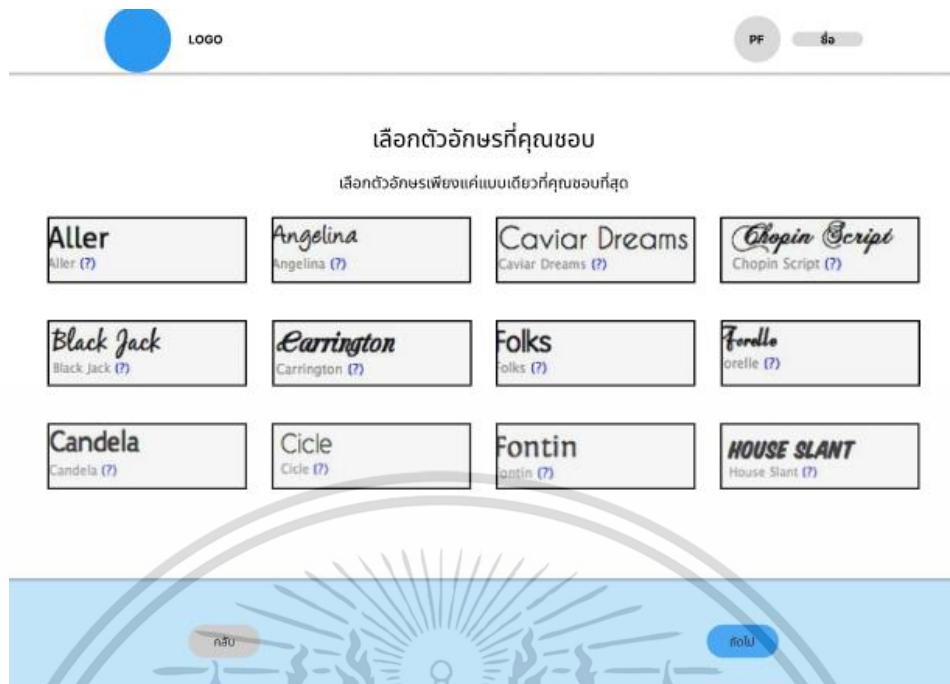 LOGO
PF ชื่อ
เลือกตัวอักษรที่คุณชอบ
เลือกตัวอักษรเพียงแค่แบบเดียวที่คุณชอบที่สุด
Aller Angelina Caviar Dreams Chopin Script
Aller (?) Angelina (?) Caviar Dreams (?) Chopin Script (?)
Black Jack Carrington Folks Forelle
Black Jack (?) Carrington (?) Folks (?) orelle (?)
Candela Cicle Fontin HOUSE SLANT
Candela (?) Cicle (?) Fontin (?) House Slant (?)
กลับ ถัดไป